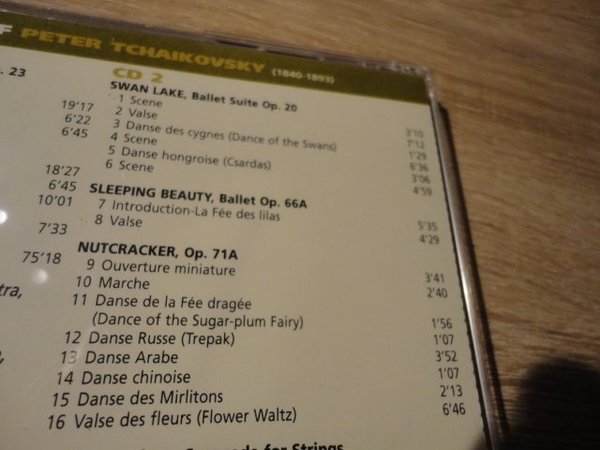 F PETER TCHAIKOVSKY (1840-1893)
. 23
19'17
6'22
6'45
18'27
6'45
10'01
7'33
75'18
tra,
CD 2
SWAN LAKE, Ballet Suite Op. 20
1 Scene 3'10
2 Valse 7'12
3 Danse des cygnes (Dance of the Swans) 1'29
4 Scene 6'36
5 Danse hongroise (Csardas) 3'06
6 Scene 4'59
SLEEPING BEAUTY, Ballet Op. 66A
7 Introduction-La Fée des lilas 5'35
8 Valse 4'29
NUTCRACKER, Op. 71A
9 Ouverture miniature 3'41
10 Marche 2'40
11 Danse de la Fée dragée
(Dance of the Sugar-plum Fairy) 1'56
12 Danse Russe (Trepak) 1'07
13 Danse Arabe 3'52
14 Danse chinoise 1'07
15 Danse des Mirlitons 2'13
16 Valse des fleurs (Flower Waltz) 6'46
for Strings